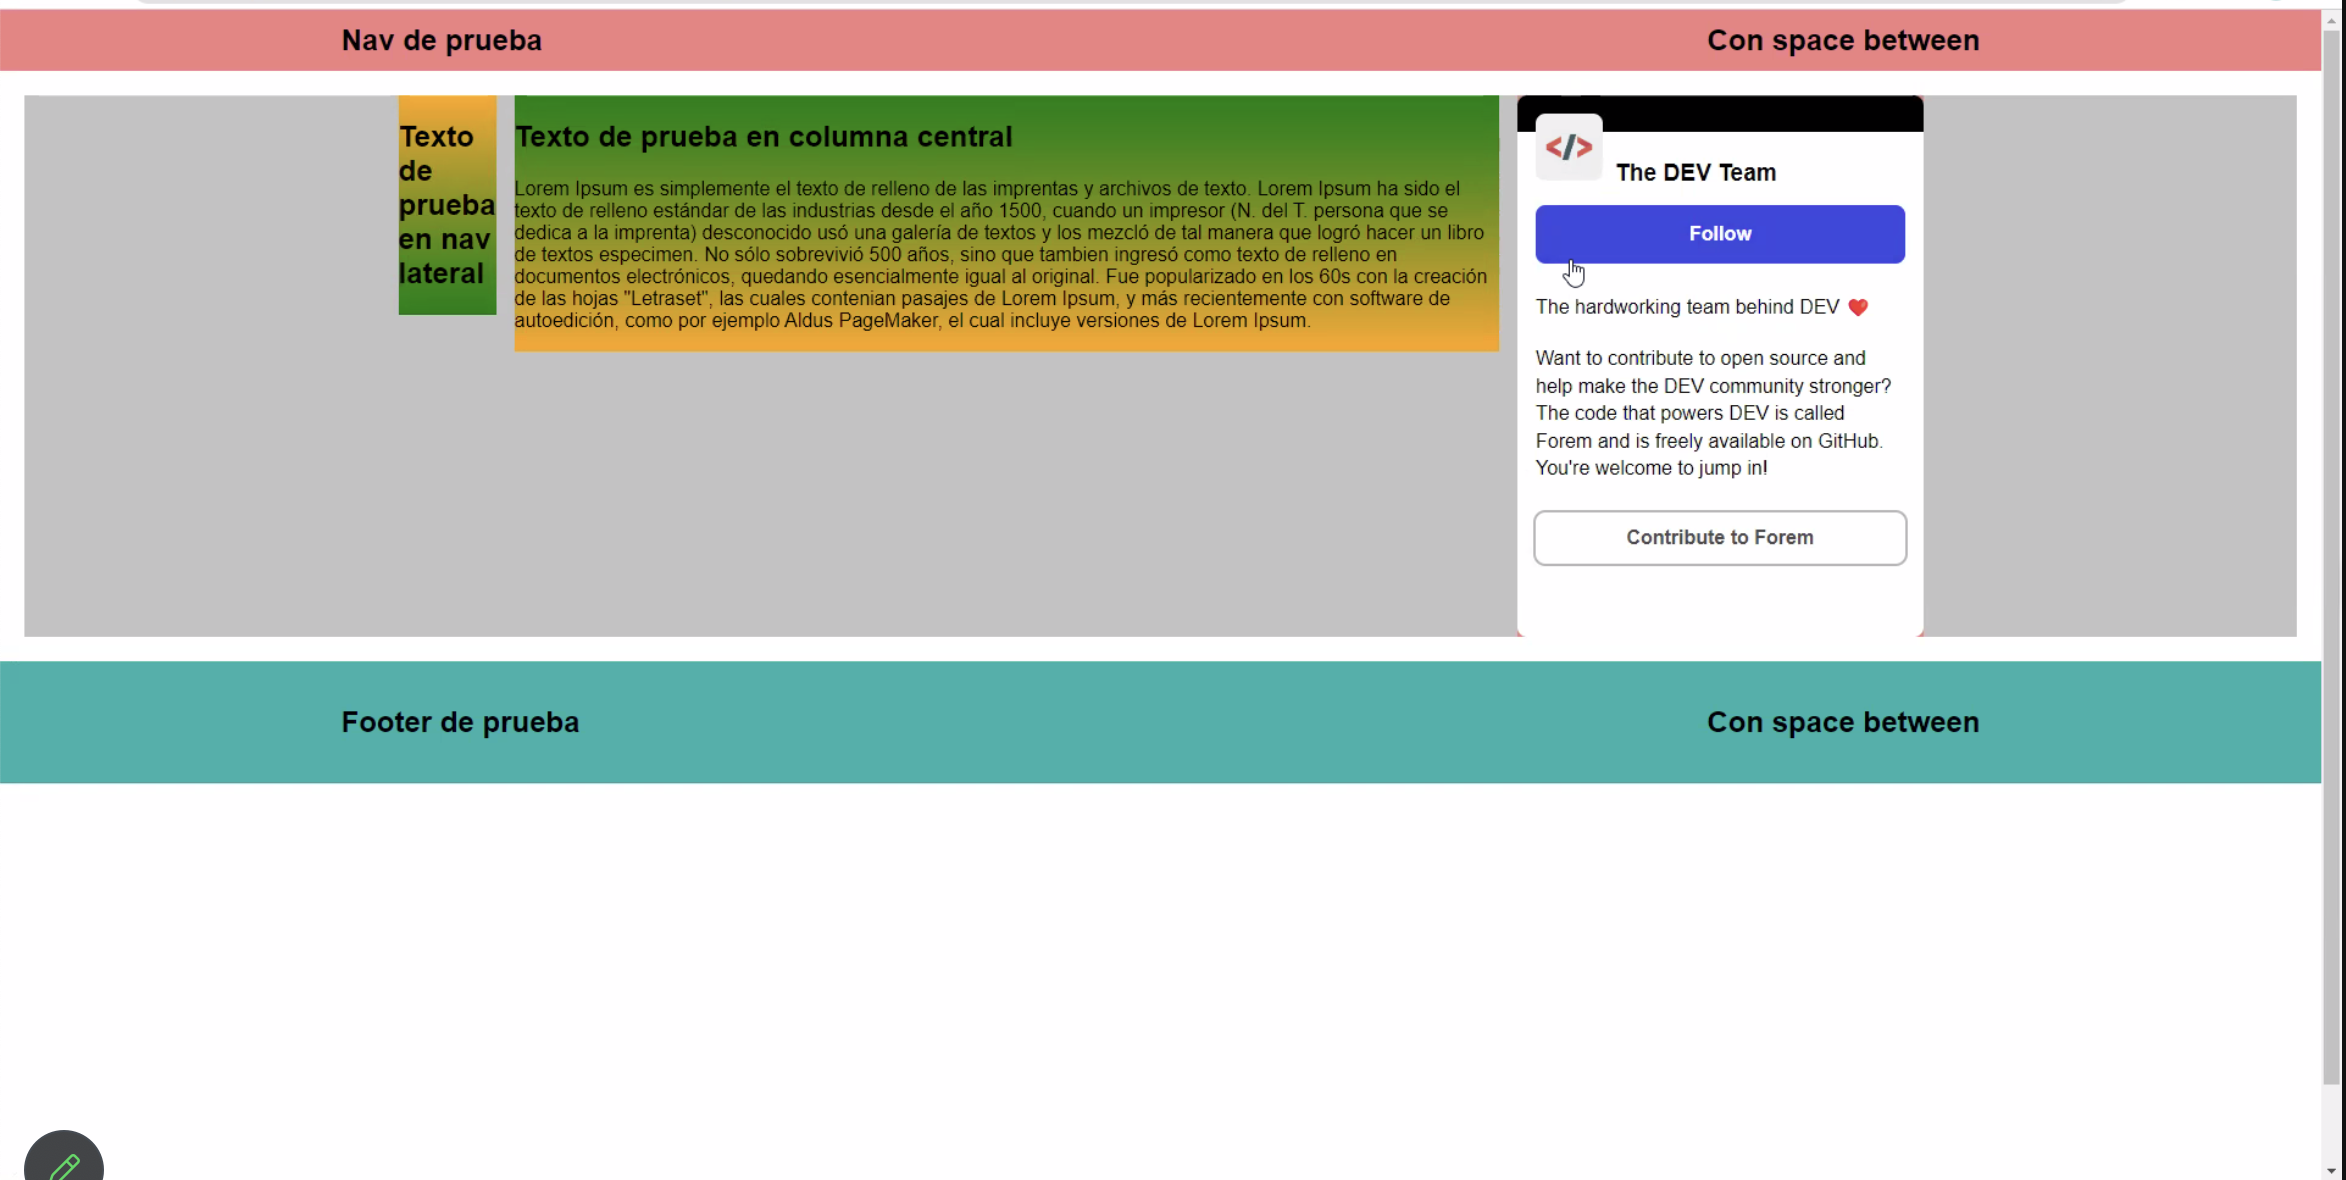 Nav de prueba
Con space between
Texto
de
prueba
en nav
lateral
Texto de prueba en columna central
Lorem Ipsum es simplemente el texto de relleno de las imprentas y archivos de texto. Lorem Ipsum ha sido el
texto de relleno estándar de las industrias desde el año 1500, cuando un impresor (N. del T. persona que se
dedica a la imprenta) desconocido usó una galería de textos y los mezcló de tal manera que logró hacer un libro
de textos especimen. No sólo sobrevivió 500 años, sino que tambien ingresó como texto de relleno en
documentos electrónicos, quedando esencialmente igual al original. Fue popularizado en los 60s con la creación
de las hojas "Letraset", las cuales contenian pasajes de Lorem Ipsum, y más recientemente con software de
autoedición, como por ejemplo Aldus PageMaker, el cual incluye versiones de Lorem Ipsum.
</>
The DEV Team
Follow
The hardworking team behind DEV ❤️
Want to contribute to open source and
help make the DEV community stronger?
The code that powers DEV is called
Forem and is freely available on GitHub.
You're welcome to jump in!
Contribute to Forem
Footer de prueba
Con space between